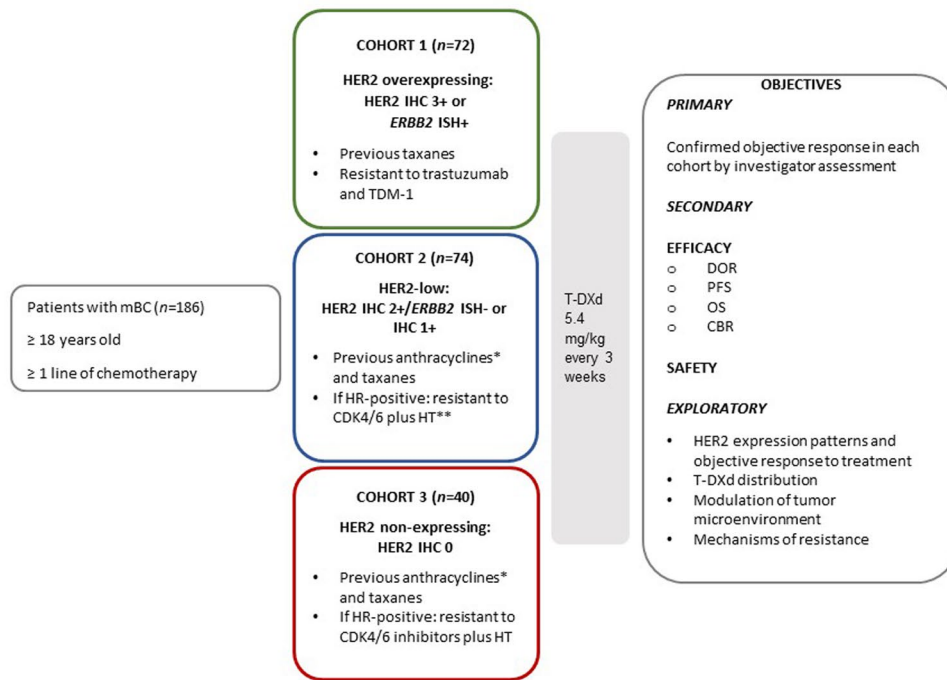 Patients with mBC (n=186)
≥ 18 years old
≥ 1 line of chemotherapy
COHORT 1 (n=72)
HER2 overexpressing:
HER2 IHC 3+ or
ERBB2 ISH+
• Previous taxanes
• Resistant to trastuzumab
and TDM-1
COHORT 2 (n=74)
HER2-low:
HER2 IHC 2+/ERBB2 ISH- or
IHC 1+
• Previous anthracyclines*
and taxanes
• If HR-positive: resistant to
CDK4/6 plus HT**
COHORT 3 (n=40)
HER2 non-expressing:
HER2 IHC 0
• Previous anthracyclines*
and taxanes
• If HR-positive: resistant to
CDK4/6 inhibitors plus HT
T-DXd
5.4
mg/kg
every 3
weeks
OBJECTIVES
PRIMARY
Confirmed objective response in each
cohort by investigator assessment
SECONDARY
EFFICACY
o DOR
o PFS
o OS
o CBR
SAFETY
EXPLORATORY
• HER2 expression patterns and
objective response to treatment
• T-DXd distribution
• Modulation of tumor
microenvironment
• Mechanisms of resistance